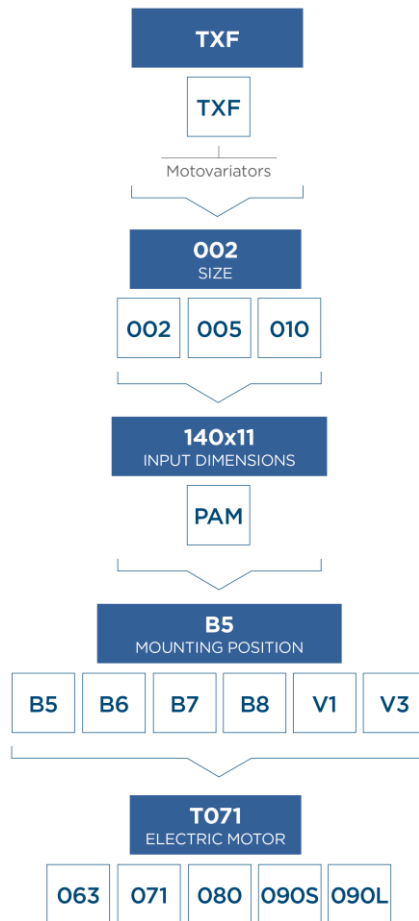 TXF
TXF
Motovariators
002
SIZE
002 005 010
140x11
INPUT DIMENSIONS
PAM
B5
MOUNTING POSITION
B5 B6 B7 B8 V1 V3
T071
ELECTRIC MOTOR
063 071 080 090S 090L